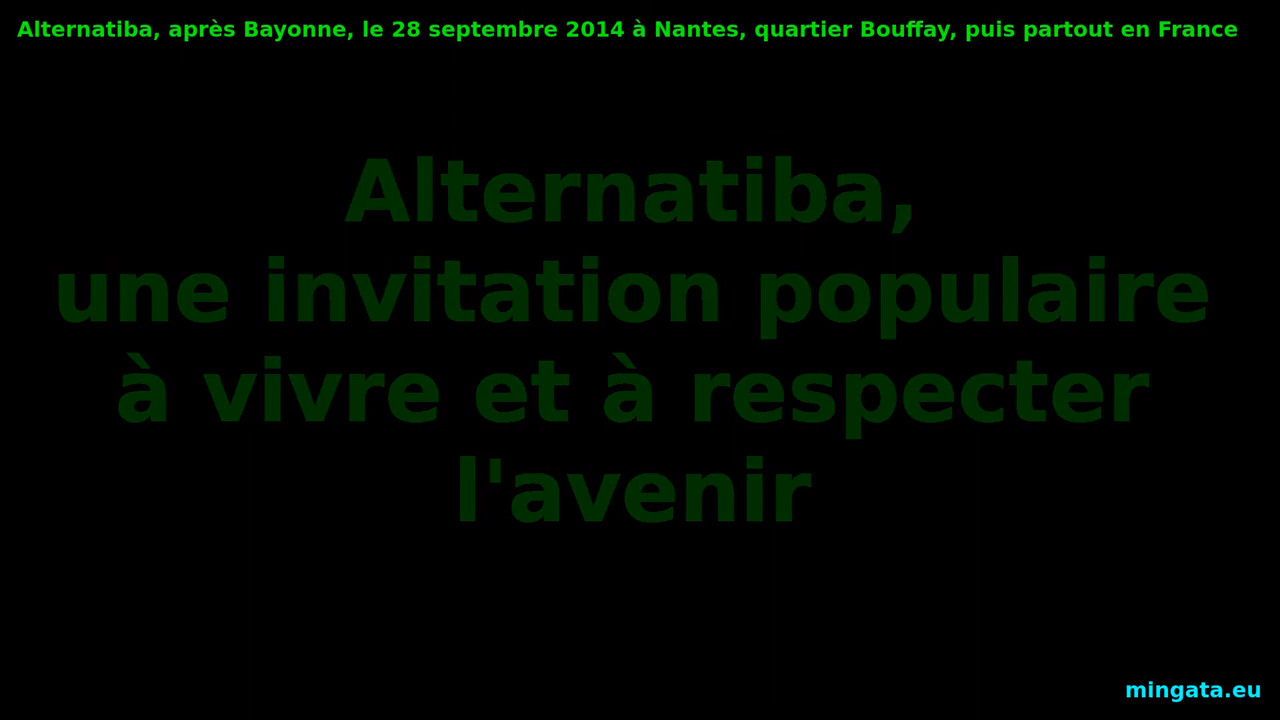 Alternatiba, après Bayonne, le 28 septembre 2014 à Nantes, quartier Bouffay, puis partout en France
Alternatiba,
une invitation populaire
à vivre et à respecter
l'avenir
mingata.eu